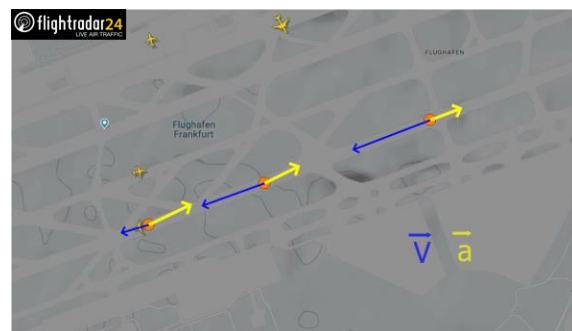 flightradar24
LIVE AIR TRAFFIC
FLUGHAFEN
Flughafen
Frankfurt
V a